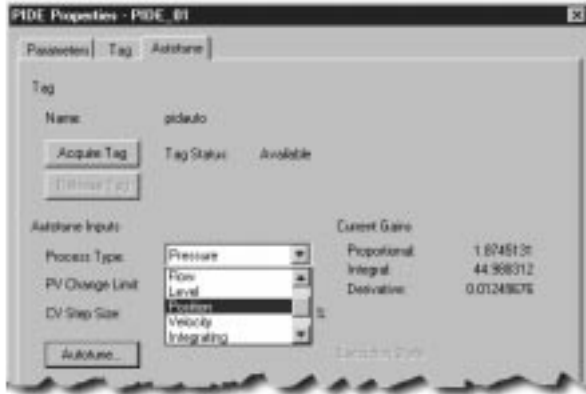 PIDE Properties - PIDE_01
Parameters Tag Autotune
Tag
Name: pidauto
Acquire Tag Tag Status: Available
Autotune Inputs Current Gains
Process Type: Pressure Proportional: 1.8745131
Flow Integral: 44.988312
PV Change Limit Level Derivative: 0.01249676
Position
CV Step Size Velocity %
Integrating
Autotune...